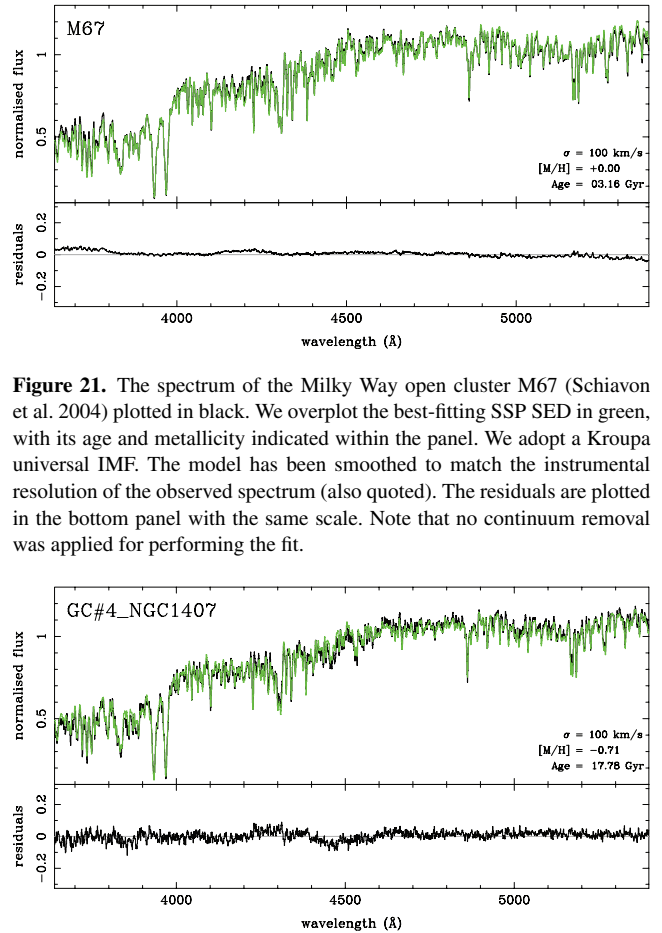 M67
normalised flux
1
0.5
σ = 100 km/s
[M/H] = +0.00
Age = 03.16 Gyr
residuals
0.2
0
−0.2
4000 4500 5000
wavelength (Å)
Figure 21. The spectrum of the Milky Way open cluster M67 (Schiavon
et al. 2004) plotted in black. We overplot the best-fitting SSP SED in green,
with its age and metallicity indicated within the panel. We adopt a Kroupa
universal IMF. The model has been smoothed to match the instrumental
resolution of the observed spectrum (also quoted). The residuals are plotted
in the bottom panel with the same scale. Note that no continuum removal
was applied for performing the fit.
GC#4_NGC1407
normalised flux
1
0.5
σ = 100 km/s
[M/H] = −0.71
Age = 17.78 Gyr
residuals
0.2
0
−0.2
4000 4500 5000
wavelength (Å)